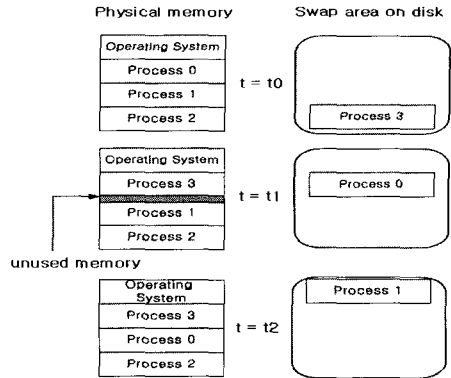 Physical memory
Swap area on disk
Operating System
Process 0
Process 1
Process 2
t = t0
Process 3
Operating System
Process 3
Process 1
Process 2
t = t1
Process 0
unused memory
Operating
System
Process 3
Process 0
Process 2
t = t2
Process 1